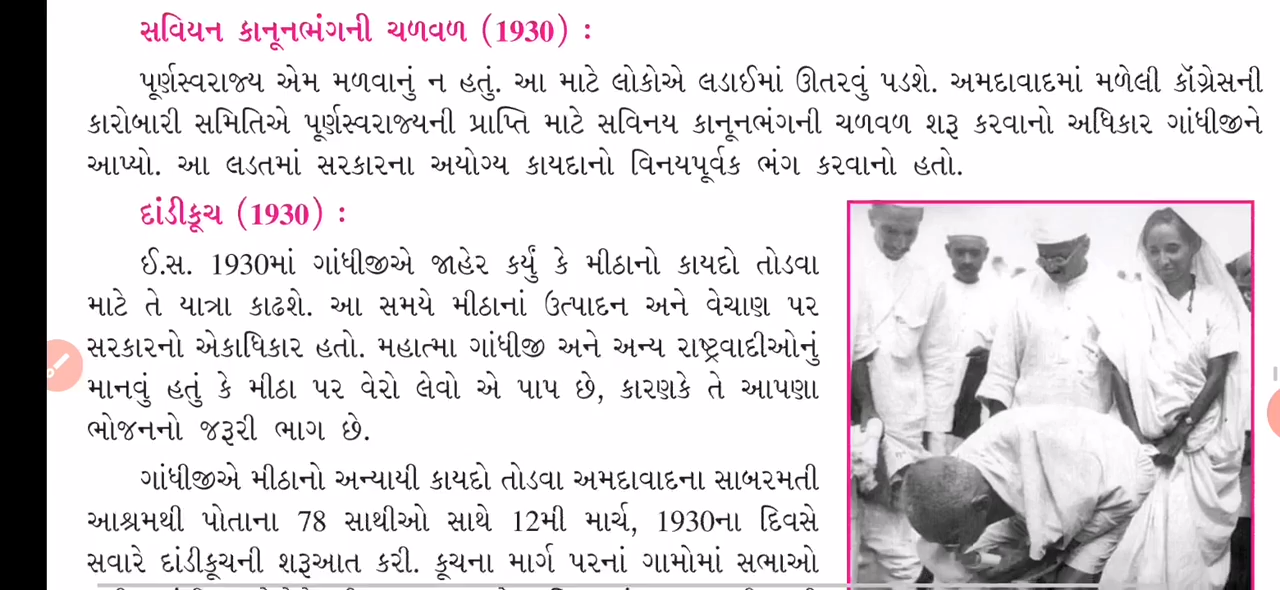 સવિયન કાનૂનભંગની ચળવળ (1930) :
પૂર્ણસ્વરાજ્ય એમ મળવાનું ન હતું. આ માટે લોકોએ લડાઈમાં ઊતરવું પડશે. અમદાવાદમાં મળેલી કૉંગ્રેસની
કારોબારી સમિતિએ પૂર્ણસ્વરાજ્યની પ્રાપ્તિ માટે સવિનય કાનૂનભંગની ચળવળ શરૂ કરવાનો અધિકાર ગાંધીજીને
આપ્યો. આ લડતમાં સરકારના અયોગ્ય કાયદાનો વિનયપૂર્વક ભંગ કરવાનો હતો.
દાંડીકૂચ (1930) :
ઈ.સ. 1930માં ગાંધીજીએ જાહેર કર્યું કે મીઠાનો કાયદો તોડવા
માટે તે યાત્રા કાઢશે. આ સમયે મીઠાનાં ઉત્પાદન અને વેચાણ પર
સરકારનો એકાધિકાર હતો. મહાત્મા ગાંધીજી અને અન્ય રાષ્ટ્રવાદીઓનું
માનવું હતું કે મીઠા પર વેરો લેવો એ પાપ છે, કારણકે તે આપણા
ભોજનનો જરૂરી ભાગ છે.
ગાંધીજીએ મીઠાનો અન્યાયી કાયદો તોડવા અમદાવાદના સાબરમતી
આશ્રમથી પોતાના 78 સાથીઓ સાથે 12મી માર્ચ, 1930ના દિવસે
સવારે દાંડીકૂચની શરૂઆત કરી. કૂચના માર્ગ પરનાં ગામોમાં સભાઓ